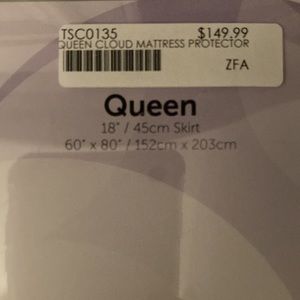 TSC0135 $149.99
QUEEN CLOUD MATTRESS PROTECTOR
ZFA
Queen
18" / 45cm Skirt
60" x 80" / 152cm x 203cm